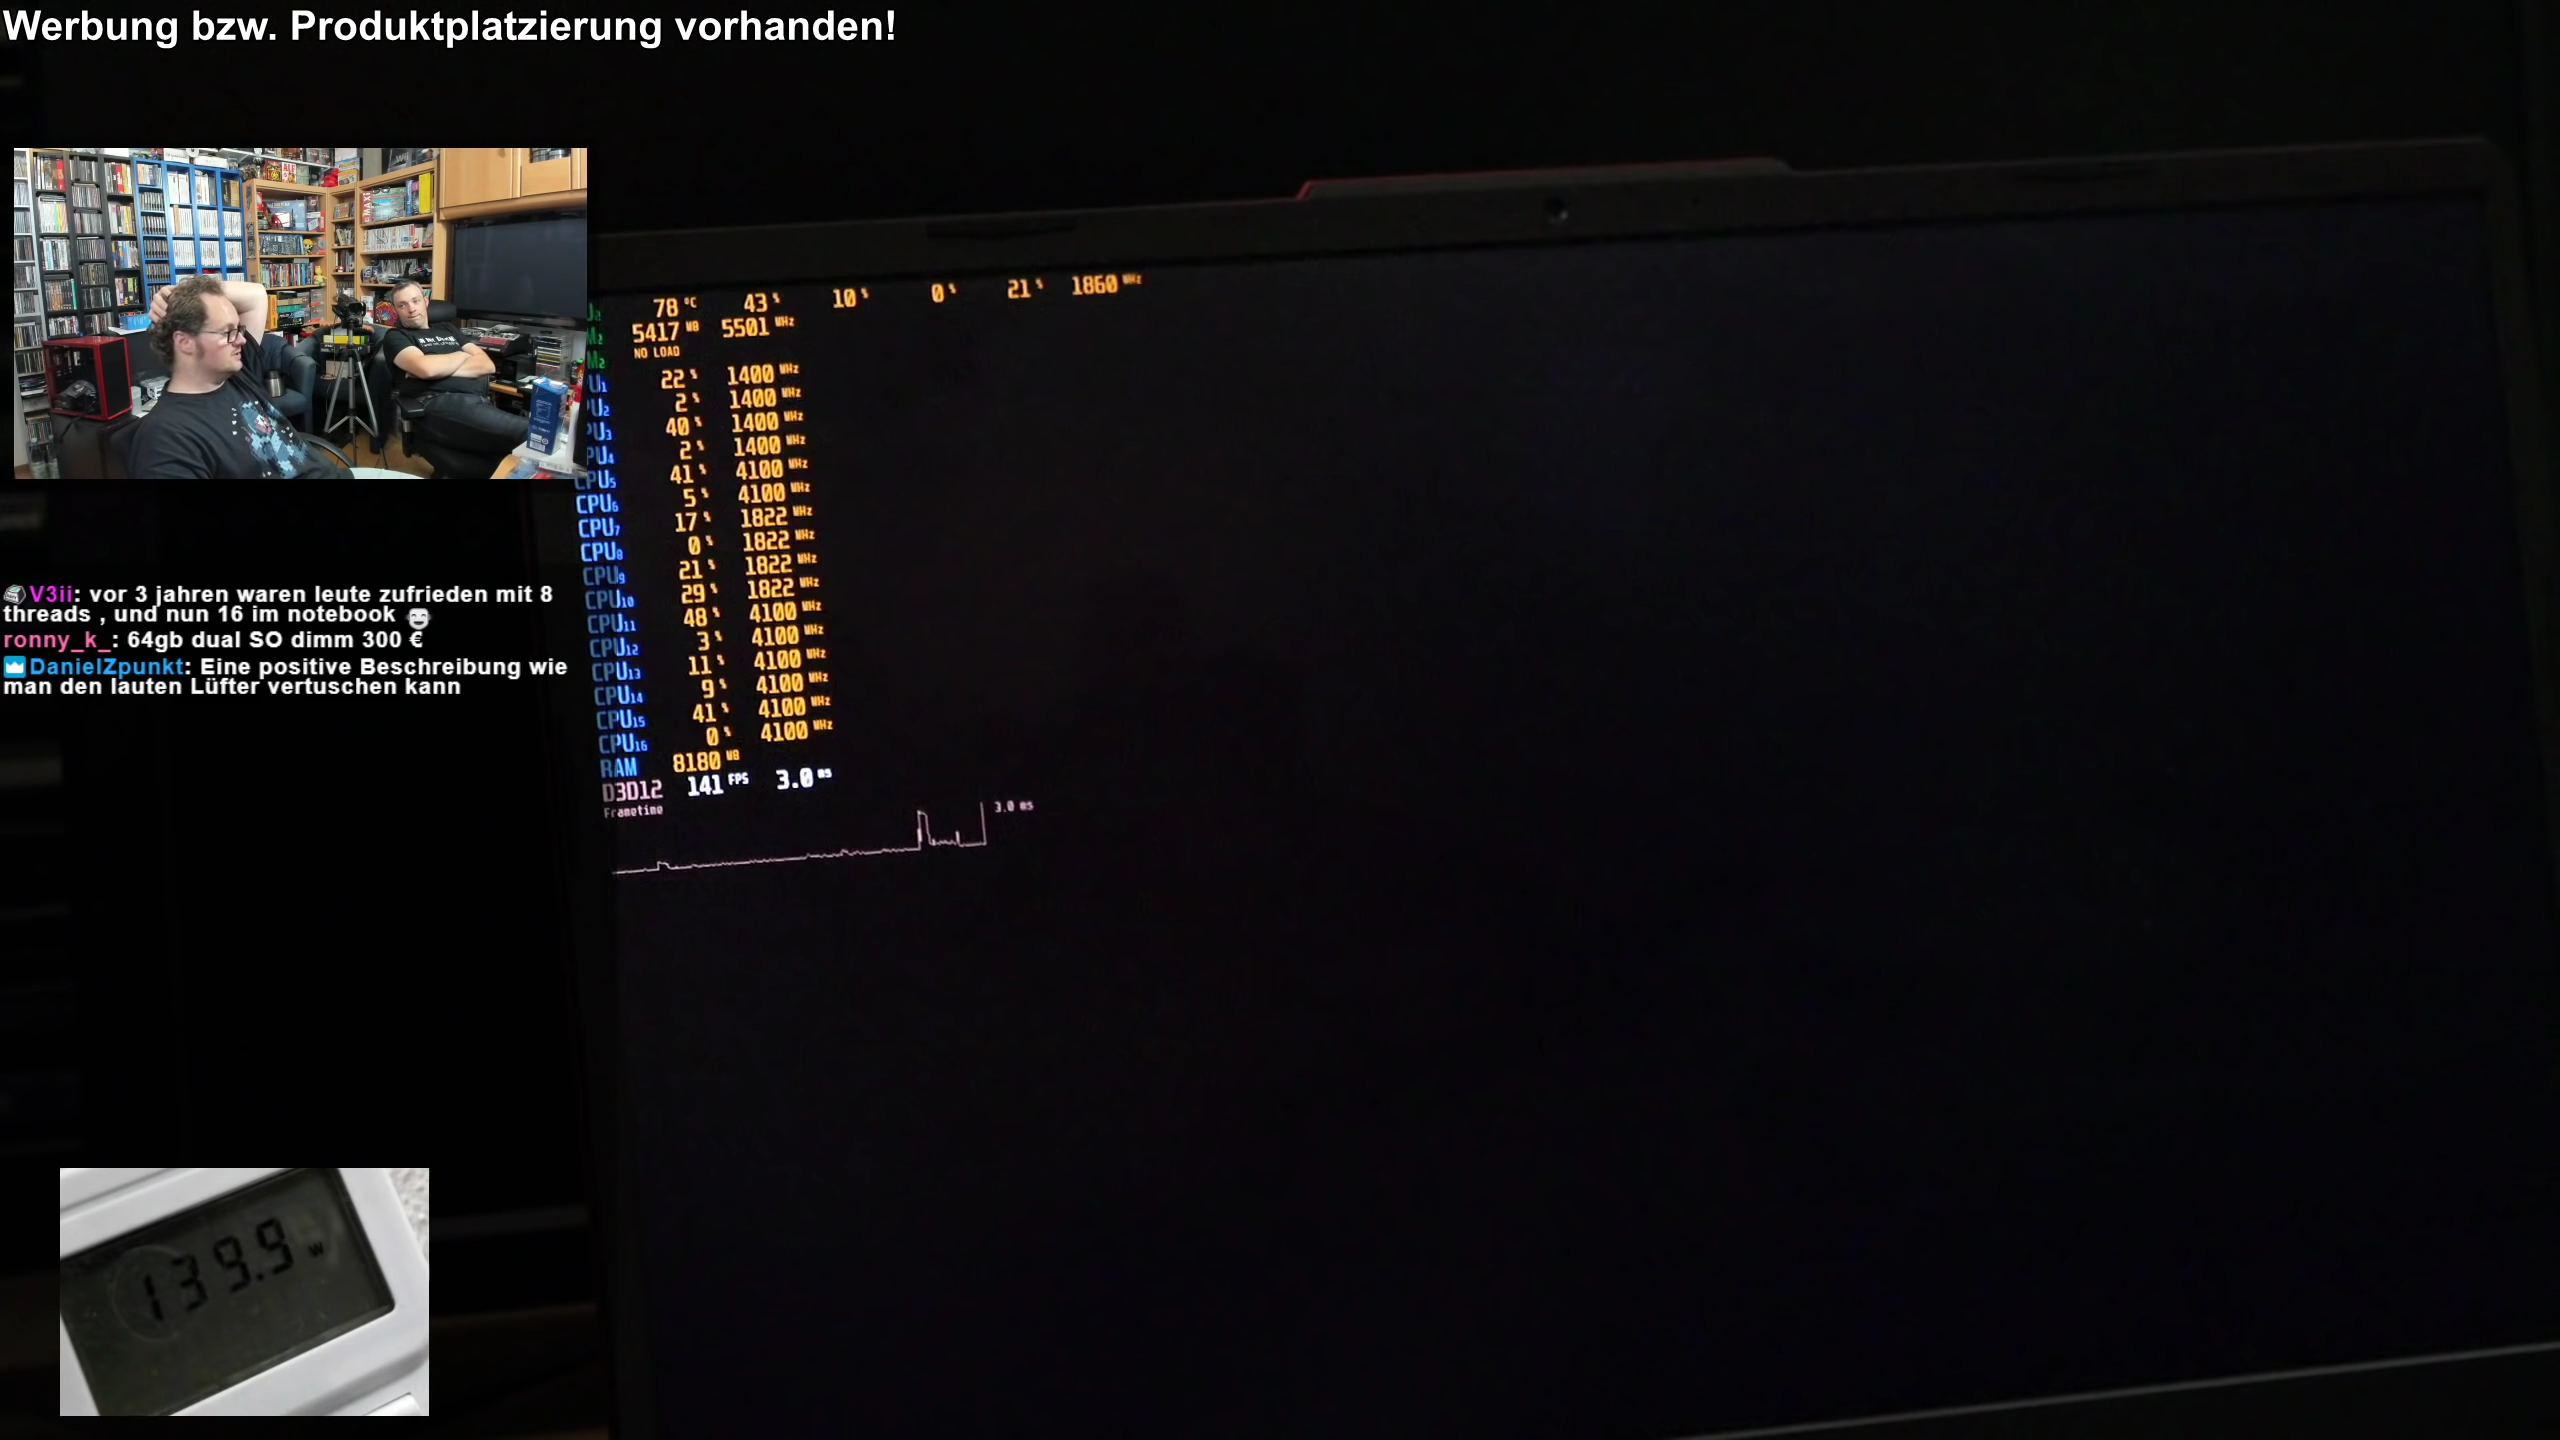 Werbung bzw. Produktplatzierung vorhanden!
78 °C 43 % 10 % 0 % 21 % 1860 MHz
5417 MB 5501 MHz
NO LOAD
22 % 1400 MHz
2 % 1400 MHz
40 % 1400 MHz
2 % 1400 MHz
CPU5 41 % 4100 MHz
CPU6 5 % 4100 MHz
CPU7 17 % 1822 MHz
CPU8 0 % 1822 MHz
CPU9 21 % 1822 MHz
CPU10 29 % 1822 MHz
CPU11 48 % 4100 MHz
CPU12 3 % 4100 MHz
CPU13 11 % 4100 MHz
CPU14 9 % 4100 MHz
CPU15 41 % 4100 MHz
CPU16 0 % 4100 MHz
RAM 8180 MB
D3D12 141 FPS 3.0 ms
Frametime
3.0 ms
V3ii: vor 3 jahren waren leute zufrieden mit 8
threads , und nun 16 im notebook
ronny_k_: 64gb dual SO dimm 300 €
DanielZpunkt: Eine positive Beschreibung wie
man den lauten Lüfter vertuschen kann
139.9 W